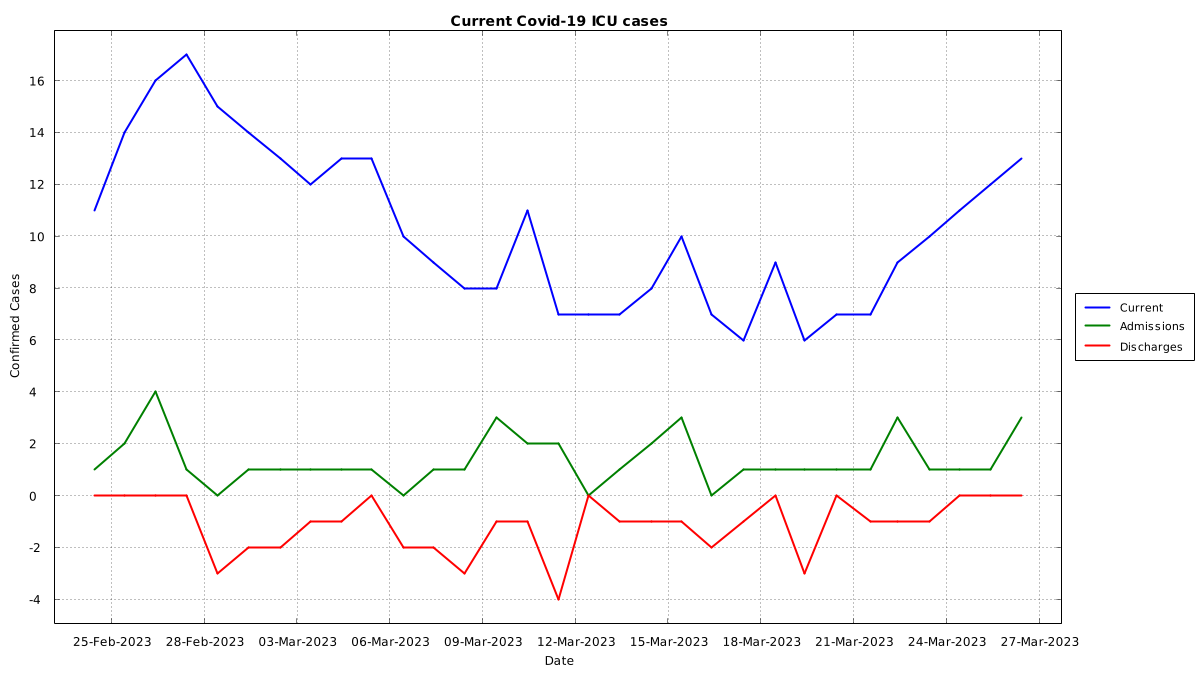 Current Covid-19 ICU cases
Confirmed Cases
16
14
12
10
8
6
4
2
0
-2
-4
25-Feb-2023 28-Feb-2023 03-Mar-2023 06-Mar-2023 09-Mar-2023 12-Mar-2023 15-Mar-2023 18-Mar-2023 21-Mar-2023 24-Mar-2023 27-Mar-2023
Date
Current
Admissions
Discharges